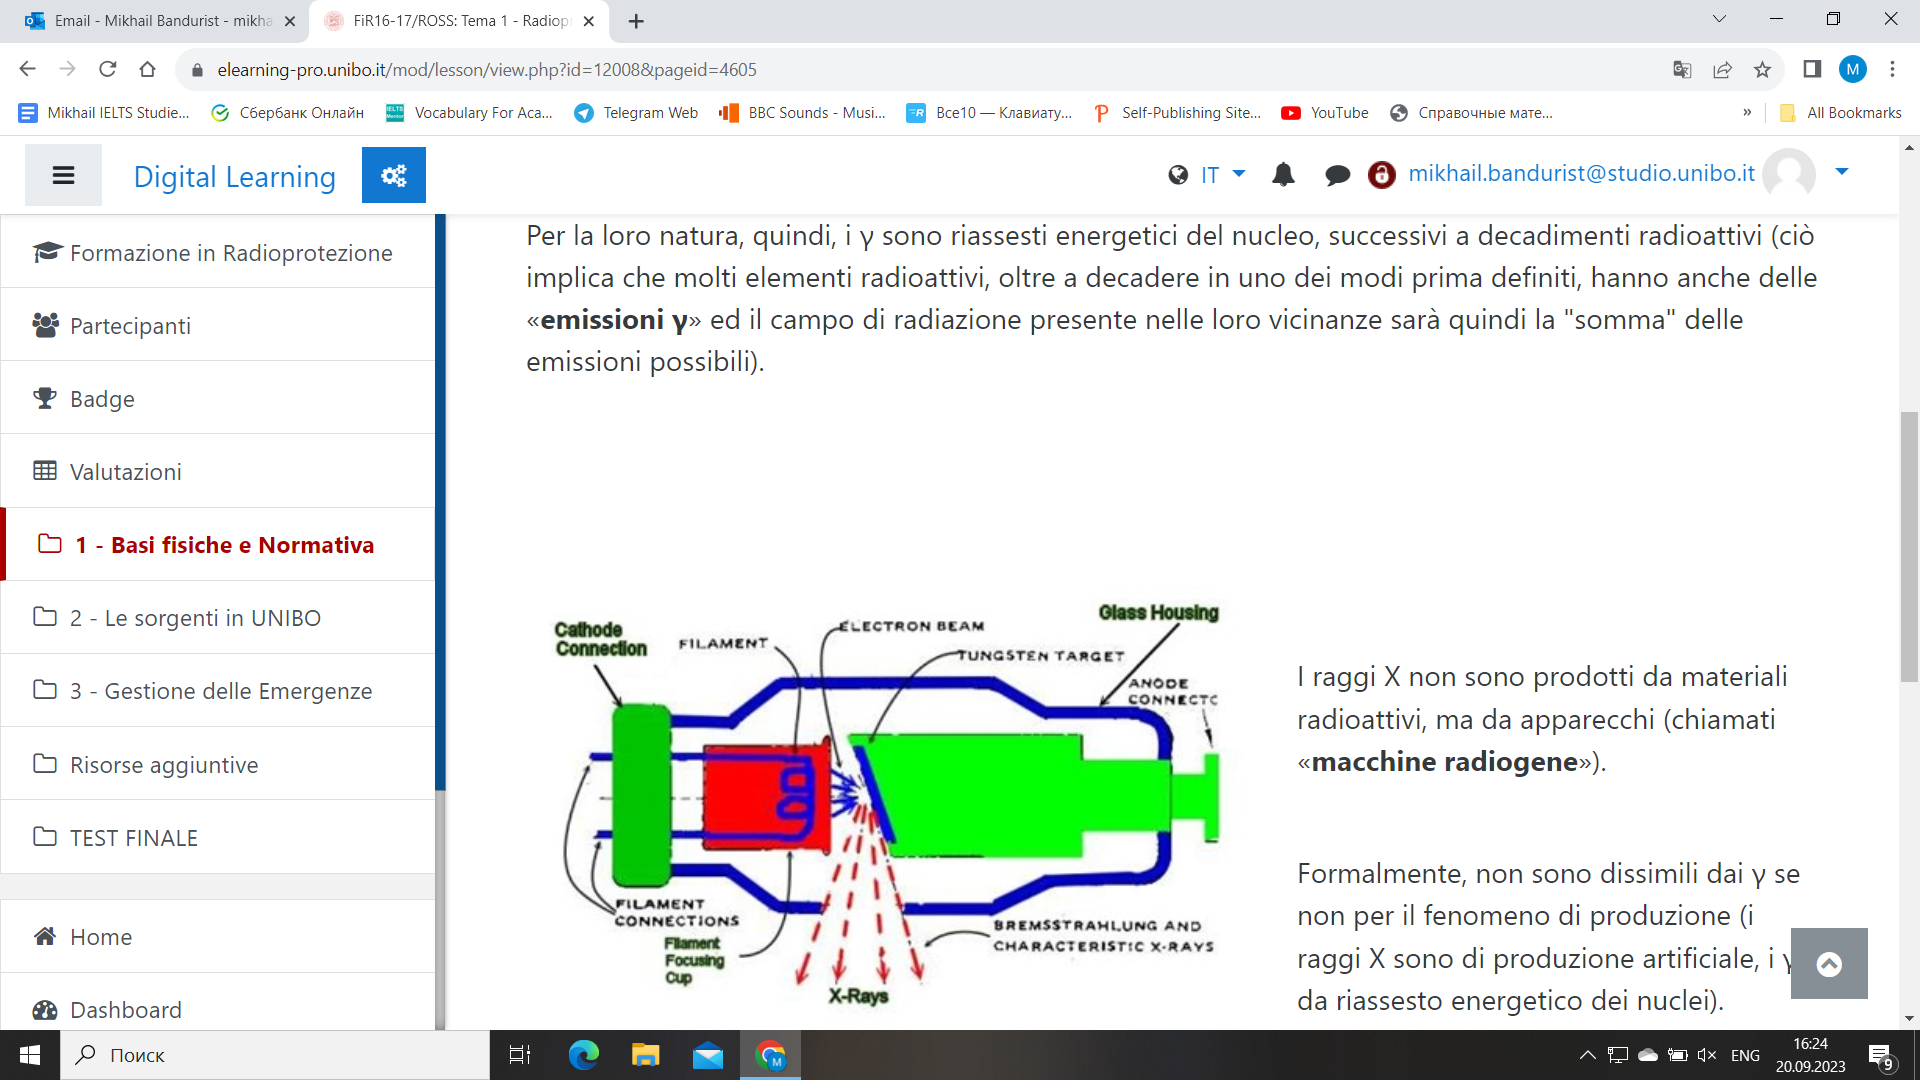 Email - Mikhail Bandurist - mikha
FiR16-17/ROSS: Tema 1 - Radiop
elearning-pro.unibo.it/mod/lesson/view.php?id=12008&pageid=4605
M
Mikhail IELTS Studie...
Сбербанк Онлайн
Vocabulary For Aca...
Telegram Web
BBC Sounds - Musi...
Все10 — Клавиату...
Self-Publishing Site...
YouTube
Справочные мате...
»
All Bookmarks
Digital Learning
IT
mikhail.bandurist@studio.unibo.it
Formazione in Radioprotezione
Partecipanti
Badge
Valutazioni
1 - Basi fisiche e Normativa
2 - Le sorgenti in UNIBO
3 - Gestione delle Emergenze
Risorse aggiuntive
TEST FINALE
Home
Dashboard
Per la loro natura, quindi, i γ sono riassesti energetici del nucleo, successivi a decadimenti radioattivi (ciò
implica che molti elementi radioattivi, oltre a decadere in uno dei modi prima definiti, hanno anche delle
«emissioni γ» ed il campo di radiazione presente nelle loro vicinanze sarà quindi la "somma" delle
emissioni possibili).
Cathode
Connection
FILAMENT
ELECTRON BEAM
TUNGSTEN TARGET
Glass Housing
ANODE
CONNECTO
FILAMENT
CONNECTIONS
Filament
Focusing
Cup
X-Rays
BREMSSTRAHLUNG AND
CHARACTERISTIC X-RAYS
I raggi X non sono prodotti da materiali
radioattivi, ma da apparecchi (chiamati
«macchine radiogene»).
Formalmente, non sono dissimili dai γ se
non per il fenomeno di produzione (i
raggi X sono di produzione artificiale, i γ
da riassesto energetico dei nuclei).
Поиск
M
ENG
16:24
20.09.2023
9